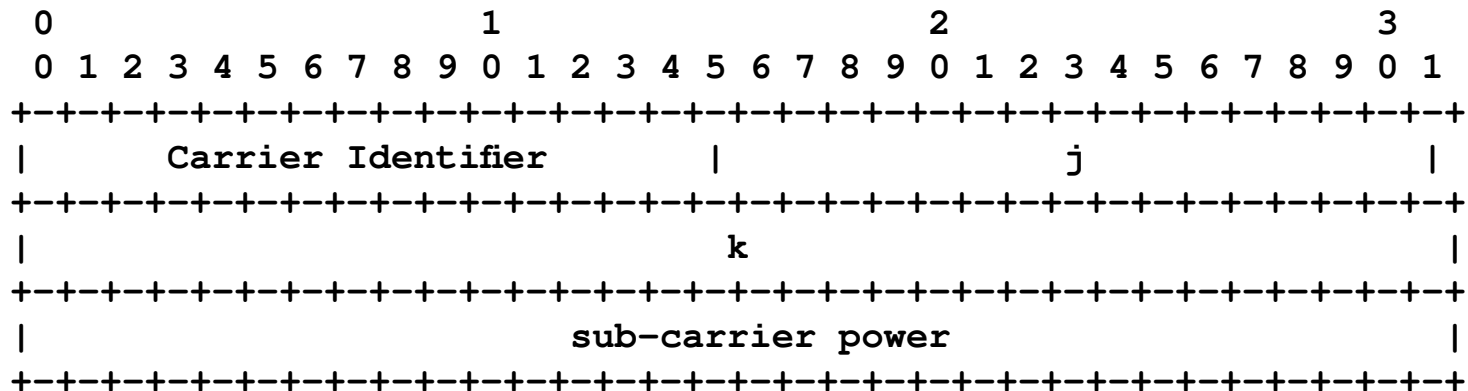 0                   1                   2                   3
 0 1 2 3 4 5 6 7 8 9 0 1 2 3 4 5 6 7 8 9 0 1 2 3 4 5 6 7 8 9 0 1
+-+-+-+-+-+-+-+-+-+-+-+-+-+-+-+-+-+-+-+-+-+-+-+-+-+-+-+-+-+-+-+-+
|      Carrier Identifier       |               j               |
+-+-+-+-+-+-+-+-+-+-+-+-+-+-+-+-+-+-+-+-+-+-+-+-+-+-+-+-+-+-+-+-+
|                               k                               |
+-+-+-+-+-+-+-+-+-+-+-+-+-+-+-+-+-+-+-+-+-+-+-+-+-+-+-+-+-+-+-+-+
|                        sub-carrier power                      |
+-+-+-+-+-+-+-+-+-+-+-+-+-+-+-+-+-+-+-+-+-+-+-+-+-+-+-+-+-+-+-+-+